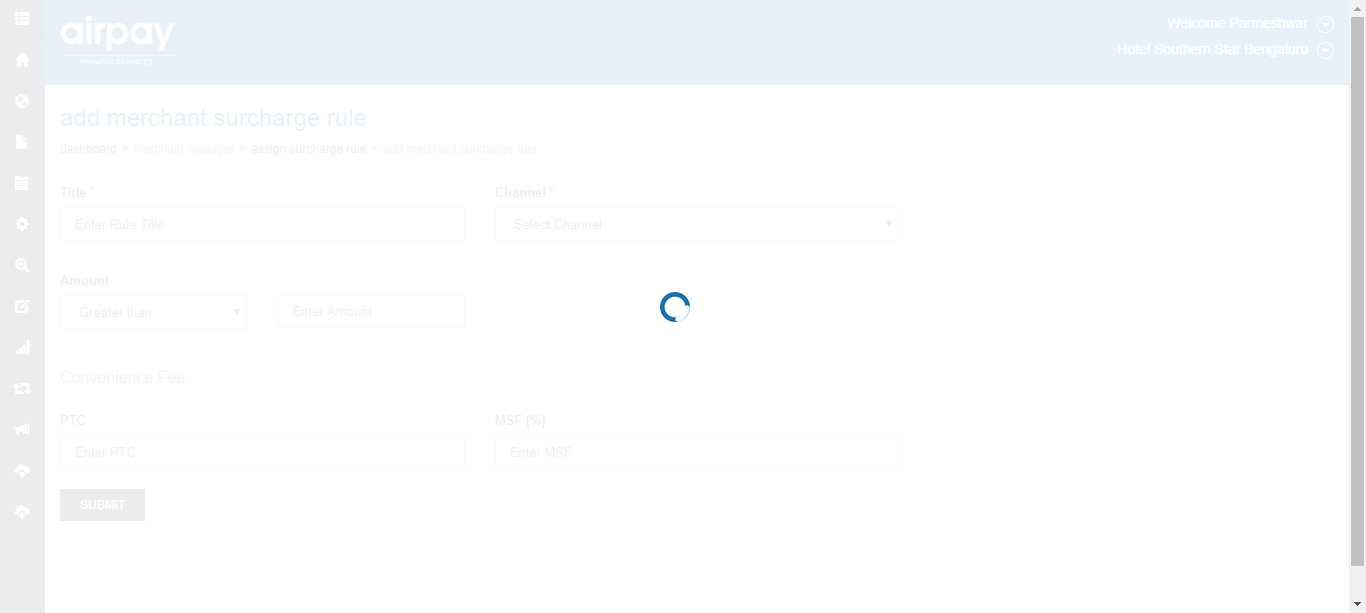 airpay
PAYMENT SERVICES
Welcome Parmeshwar
Hotel Southern Star Bengaluru
add merchant surcharge rule
dashboard > merchant manager > assign surcharge rule > add merchant surcharge rule
Title * Channel *
Enter Rule Title Select Channel
Amount
Greater than Enter Amount
Convenience Fee
PTC MSF (%)
Enter PTC Enter MSF
SUBMIT